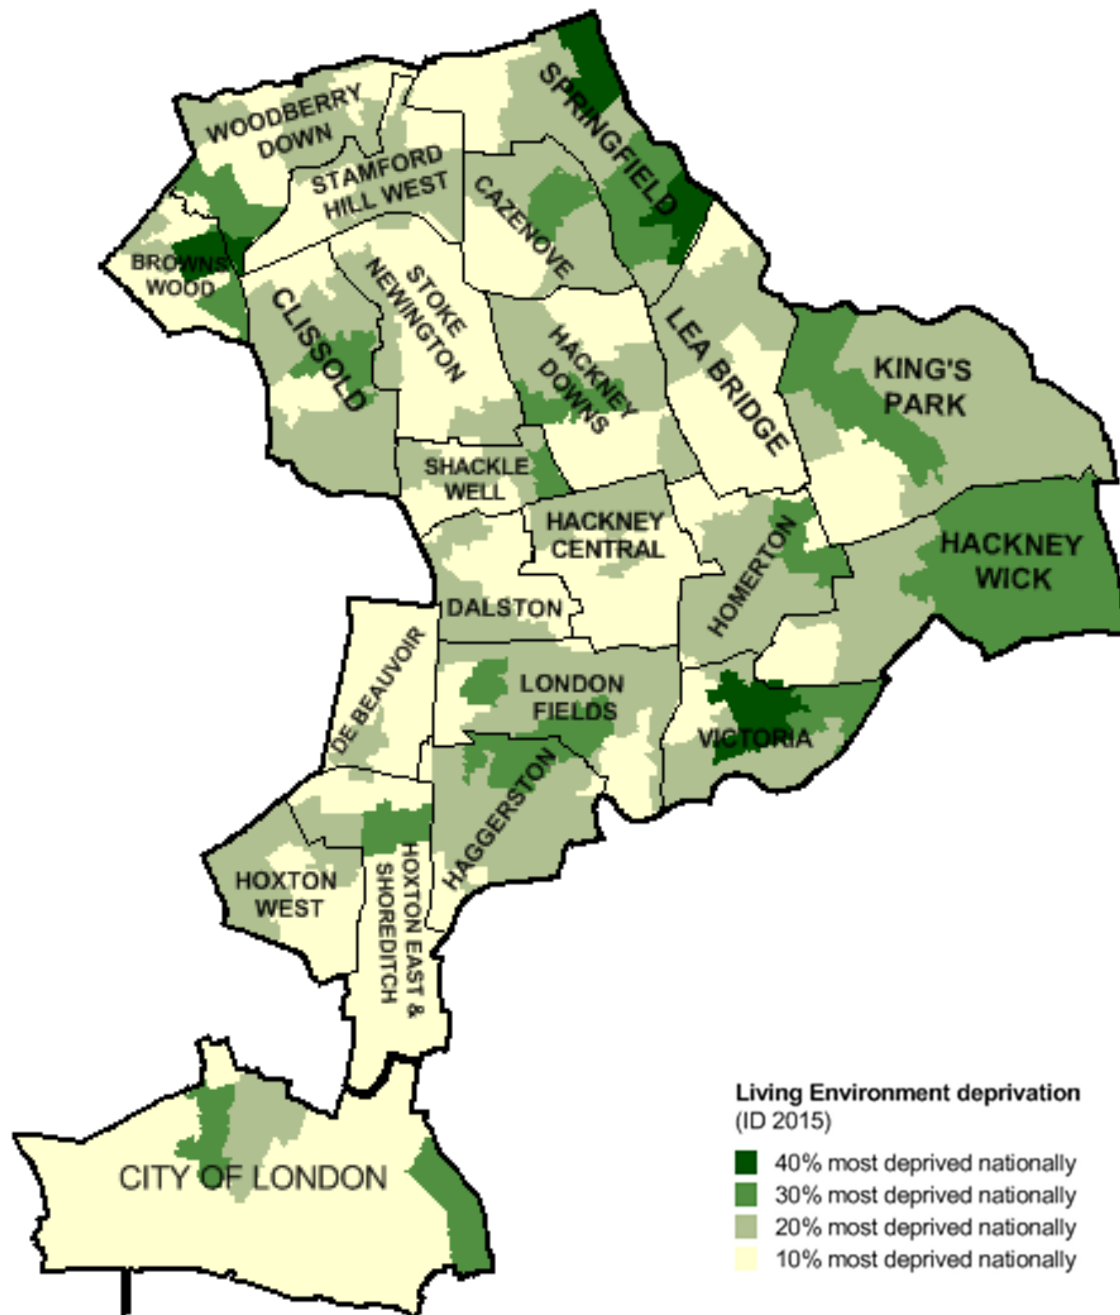 SPRINGFIELD
WOODBERRY
DOWN
STAMFORD
HILL WEST
CAZENOVE
BROWNS
WOOD
STOKE
NEWINGTON
CLISSOLD
HACKNEY
DOWNS
LEA BRIDGE
KING'S
PARK
SHACKLE
WELL
HACKNEY
CENTRAL
HOMERTON
HACKNEY
WICK
DALSTON
DE BEAUVOIR
LONDON
FIELDS
VICTORIA
HAGGERSTON
HOXTON
WEST
HOXTON EAST &
SHOREDITCH
CITY OF LONDON
Living Environment deprivation
(ID 2015)
40% most deprived nationally
30% most deprived nationally
20% most deprived nationally
10% most deprived nationally